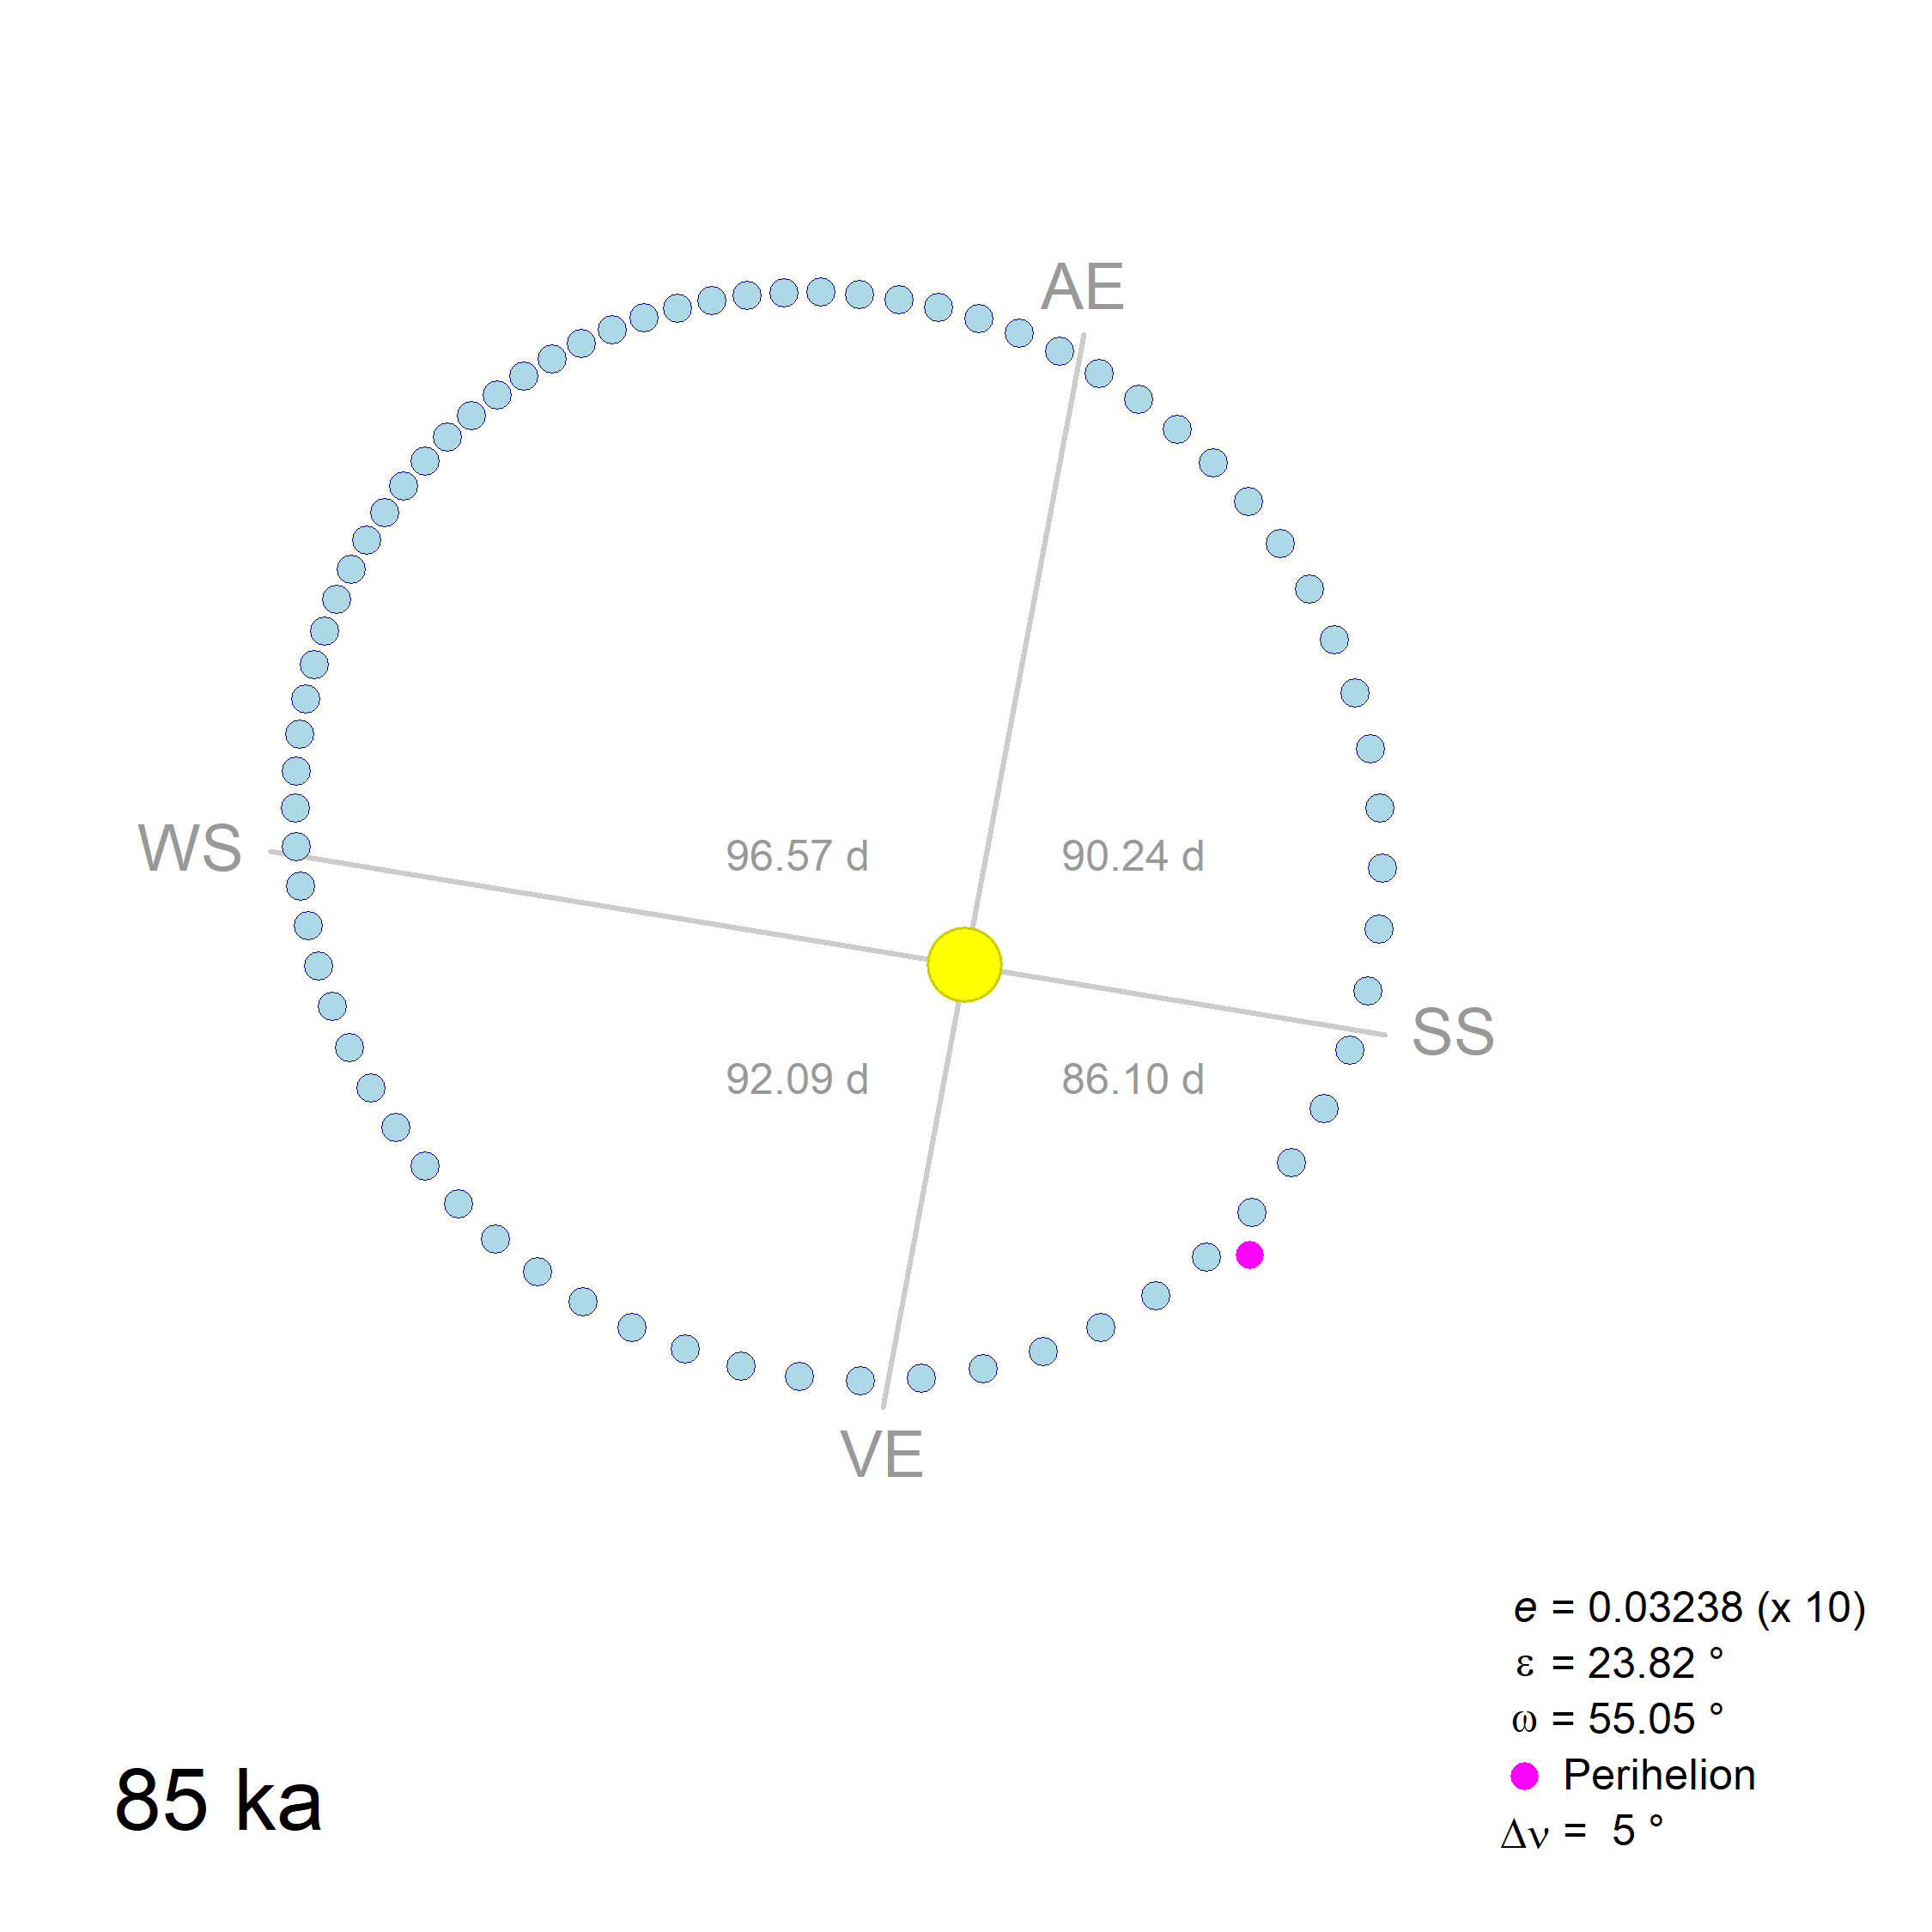 AE
WS
96.57 d
90.24 d
SS
92.09 d
86.10 d
VE
e = 0.03238 (x 10)
ε = 23.82 °
ω = 55.05 °
Perihelion
Δν = 5 °
85 ka